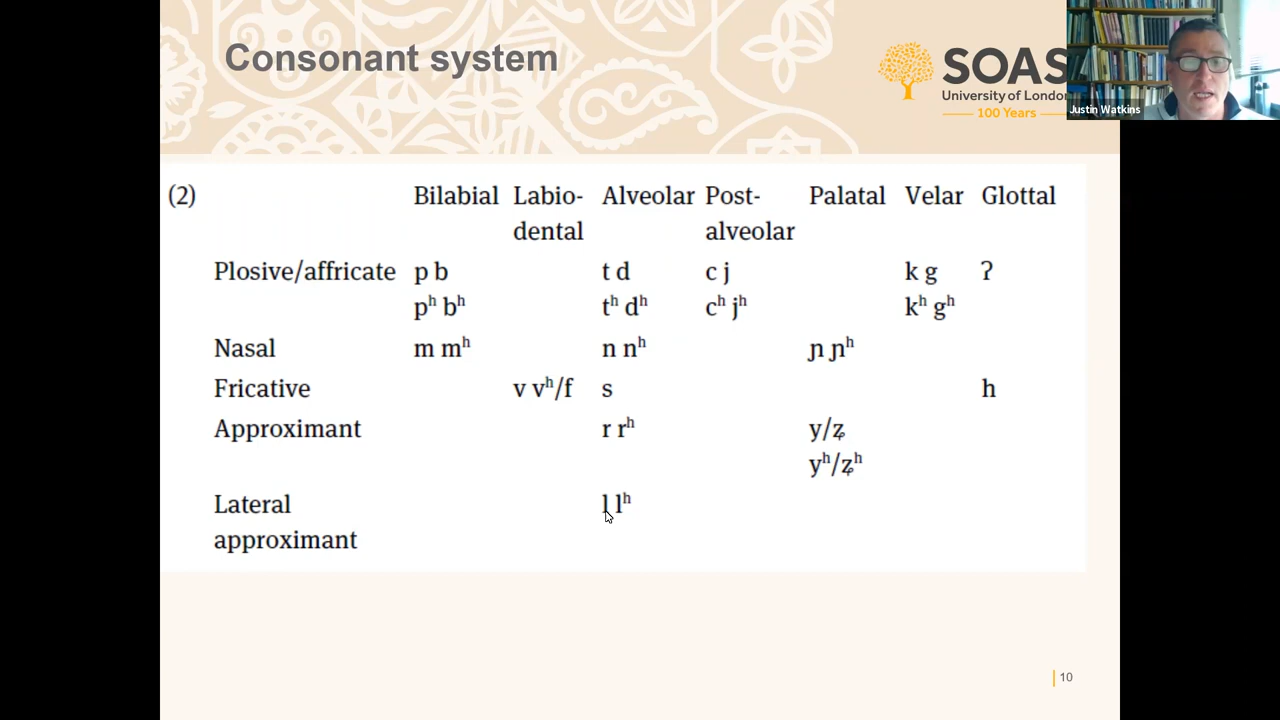 Consonant system
SOAS
University of London
100 Years
Justin Watkins
(2)
Bilabial Labio- Alveolar Post- Palatal Velar Glottal
dental alveolar
Plosive/affricate p b t d c j k g ʔ
pʰ bʰ tʰ dʰ cʰ jʰ kʰ gʰ
Nasal m mʰ n nʰ ɲ ɲʰ
Fricative v vʰ/f s h
Approximant r rʰ y/ʐ
yʰ/ʐʰ
Lateral l lʰ
approximant
10